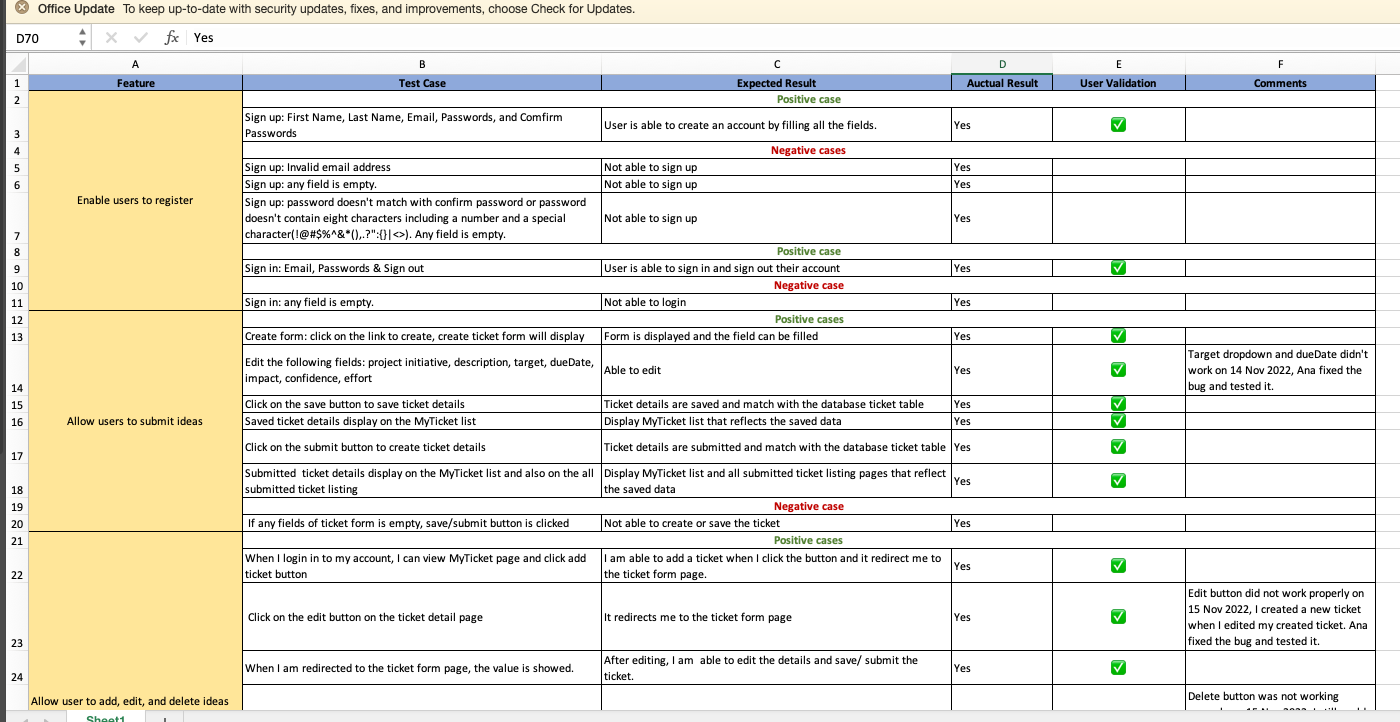 Office Update To keep up-to-date with security updates, fixes, and improvements, choose Check for Updates.
D70 fx Yes
A B C D E F
1 Feature Test Case Expected Result Auctual Result User Validation Comments
2 Positive case
Sign up: First Name, Last Name, Email, Passwords, and Comfirm
Passwords
3 User is able to create an account by filling all the fields. Yes ✅
4 Negative cases
5 Sign up: Invalid email address Not able to sign up Yes
6 Sign up: any field is empty. Not able to sign up Yes
Enable users to register
Sign up: password doesn't match with confirm password or password
doesn't contain eight characters including a number and a special
character(!@#$%^&*(),.?":{}|<>). Any field is empty.
7 Not able to sign up Yes
8 Positive case
9 Sign in: Email, Passwords & Sign out User is able to sign in and sign out their account Yes ✅
10 Negative case
11 Sign in: any field is empty. Not able to login Yes
12 Positive cases
13 Create form: click on the link to create, create ticket form will display Form is displayed and the field can be filled Yes ✅
Edit the following fields: project initiative, description, target, dueDate,
impact, confidence, effort
14 Able to edit Yes ✅
Target dropdown and dueDate didn't
work on 14 Nov 2022, Ana fixed the
bug and tested it.
15 Click on the save button to save ticket details Ticket details are saved and match with the database ticket table Yes ✅
16 Allow users to submit ideas Saved ticket details display on the MyTicket list Display MyTicket list that reflects the saved data Yes ✅
17 Click on the submit button to create ticket details Ticket details are submitted and match with the database ticket table Yes ✅
Submitted ticket details display on the MyTicket list and also on the all
submitted ticket listing
Display MyTicket list and all submitted ticket listing pages that reflect
the saved data
18 Yes ✅
19 Negative case
20 If any fields of ticket form is empty, save/submit button is clicked Not able to create or save the ticket Yes
21 Positive cases
When I login in to my account, I can view MyTicket page and click add
ticket button
I am able to add a ticket when I click the button and it redirect me to
the ticket form page.
22 Yes ✅
23 Click on the edit button on the ticket detail page It redirects me to the ticket form page Yes ✅
Edit button did not work properly on
15 Nov 2022, I created a new ticket
when I edited my created ticket. Ana
fixed the bug and tested it.
24 When I am redirected to the ticket form page, the value is showed.
After editing, I am able to edit the details and save/ submit the
ticket.
Yes ✅
Allow user to add, edit, and delete ideas
Delete button was not working
Sheet1 +